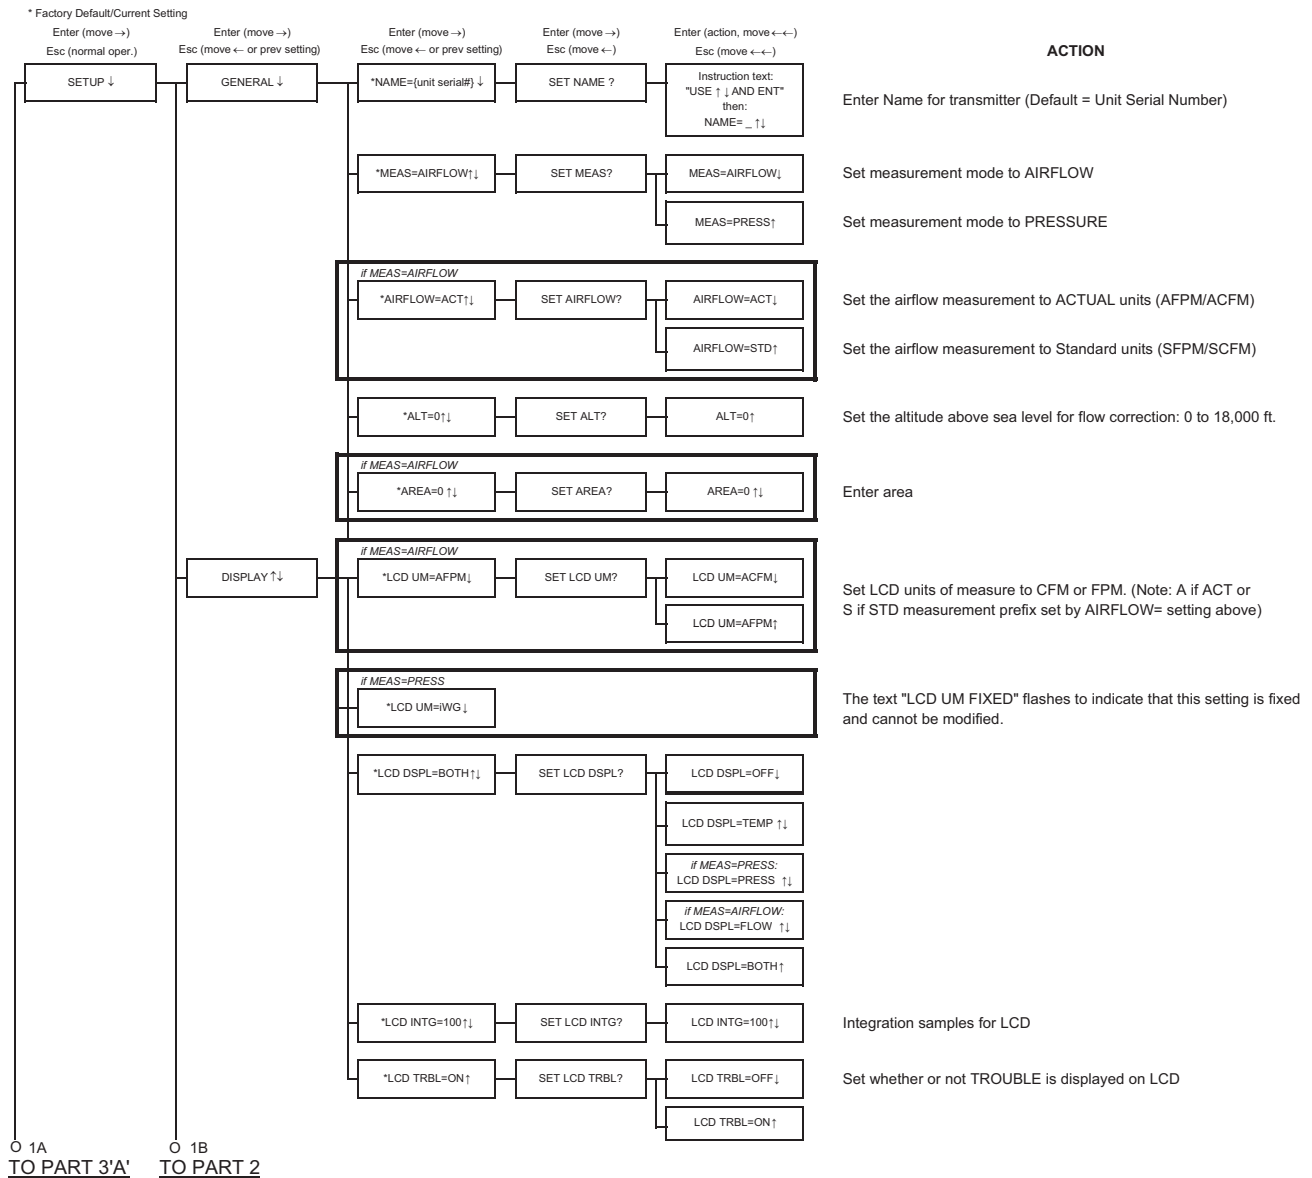 * Factory Default/Current Setting
Enter (move →)
Esc (normal oper.)
Enter (move →)
Esc (move ← or prev setting)
Enter (move →)
Esc (move ← or prev setting)
Enter (move →)
Esc (move ←)
Enter (action, move ←←)
Esc (move ←←)
ACTION
SETUP ↓
GENERAL ↓
*NAME={unit serial#} ↓
SET NAME ?
Instruction text:
"USE ↑ ↓ AND ENT"
then:
NAME= _ ↑↓
Enter Name for transmitter (Default = Unit Serial Number)
*MEAS=AIRFLOW↑↓
SET MEAS?
MEAS=AIRFLOW↓
Set measurement mode to AIRFLOW
MEAS=PRESS↑
Set measurement mode to PRESSURE
if MEAS=AIRFLOW
*AIRFLOW=ACT↑↓
SET AIRFLOW?
AIRFLOW=ACT↓
Set the airflow measurement to ACTUAL units (AFPM/ACFM)
AIRFLOW=STD↑
Set the airflow measurement to Standard units (SFPM/SCFM)
*ALT=0↑↓
SET ALT?
ALT=0↑
Set the altitude above sea level for flow correction: 0 to 18,000 ft.
if MEAS=AIRFLOW
*AREA=0 ↑↓
SET AREA?
AREA=0 ↑↓
Enter area
DISPLAY ↑↓
if MEAS=AIRFLOW
*LCD UM=AFPM↓
SET LCD UM?
LCD UM=ACFM↓
LCD UM=AFPM↑
Set LCD units of measure to CFM or FPM. (Note: A if ACT or
S if STD measurement prefix set by AIRFLOW= setting above)
if MEAS=PRESS
*LCD UM=iWG ↓
The text "LCD UM FIXED" flashes to indicate that this setting is fixed
and cannot be modified.
*LCD DSPL=BOTH↑↓
SET LCD DSPL?
LCD DSPL=OFF↓
LCD DSPL=TEMP ↑↓
if MEAS=PRESS:
LCD DSPL=PRESS ↑↓
if MEAS=AIRFLOW:
LCD DSPL=FLOW ↑↓
LCD DSPL=BOTH↑
*LCD INTG=100↑↓
SET LCD INTG?
LCD INTG=100↑↓
Integration samples for LCD
*LCD TRBL=ON↑
SET LCD TRBL?
LCD TRBL=OFF↓
Set whether or not TROUBLE is displayed on LCD
LCD TRBL=ON↑
O 1A
TO PART 3'A'
O 1B
TO PART 2